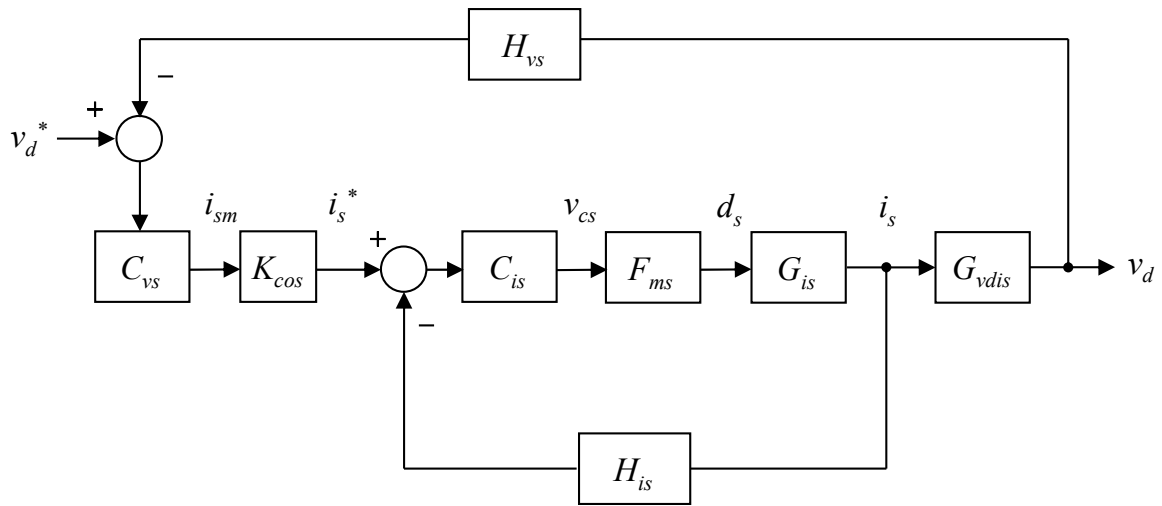 H_vs
−
+
v_d^*
i_sm i_s^* v_cs d_s i_s
+
C_vs K_cos C_is F_ms G_is G_vdis v_d
−
H_is